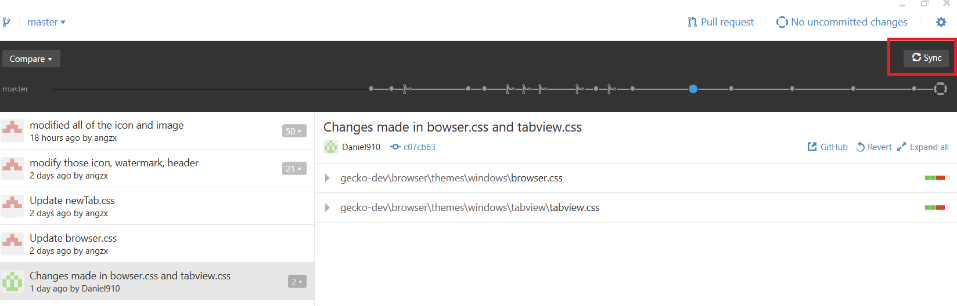 master
Pull request
No uncommitted changes
Compare
Sync
master
modified all of the icon and image
18 hours ago by angzx
50
modify those icon, watermark, header
2 days ago by angzx
21
Update newTab.css
2 days ago by angzx
Update browser.css
2 days ago by angzx
Changes made in bowser.css and tabview.css
1 day ago by Daniel910
2
Changes made in bowser.css and tabview.css
Daniel910 c07cb63
GitHub Revert Expand all
gecko-dev\browser\themes\windows\browser.css
gecko-dev\browser\themes\windows\tabview\tabview.css